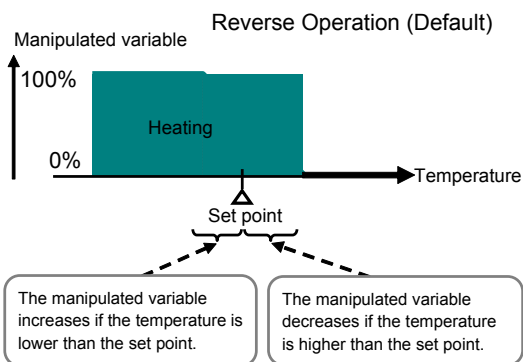 Reverse Operation (Default)
Manipulated variable
100%
Heating
0%
Temperature
Set point
The manipulated variable
increases if the temperature is
lower than the set point.
The manipulated variable
decreases if the temperature
is higher than the set point.